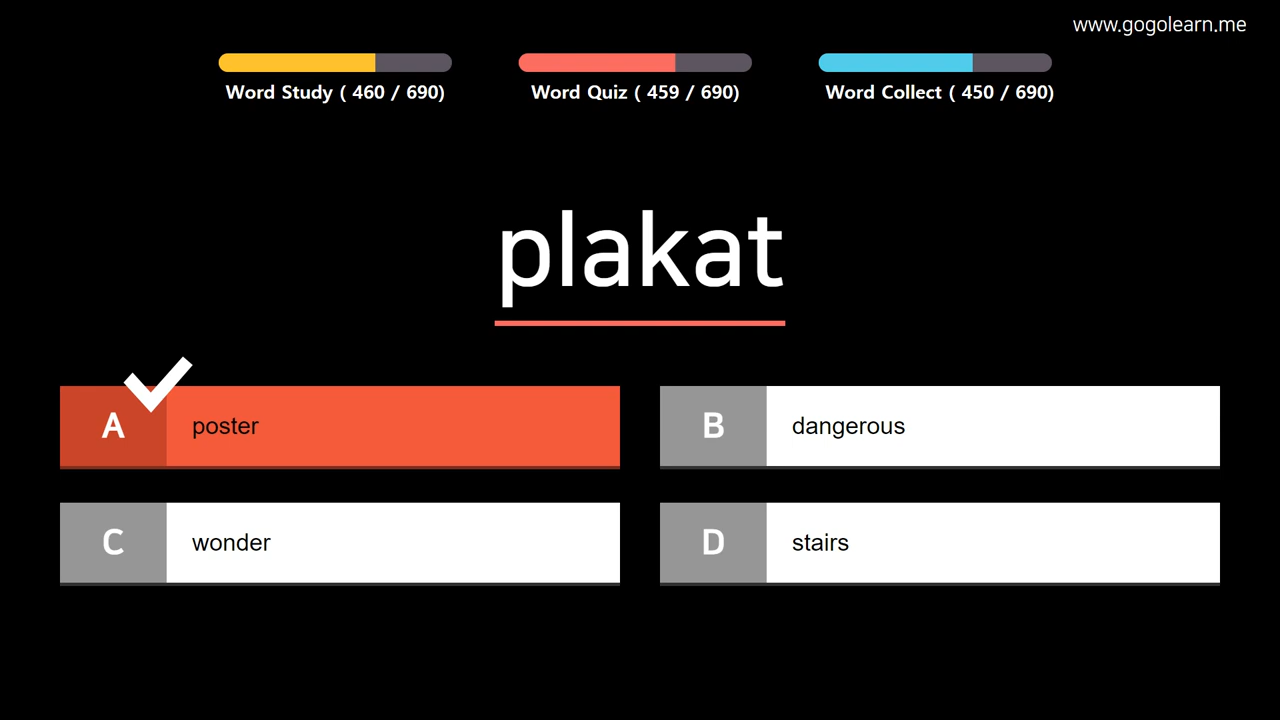 www.gogolearn.me
Word Study ( 460 / 690)
Word Quiz ( 459 / 690)
Word Collect ( 450 / 690)
plakat
A poster
B dangerous
C wonder
D stairs